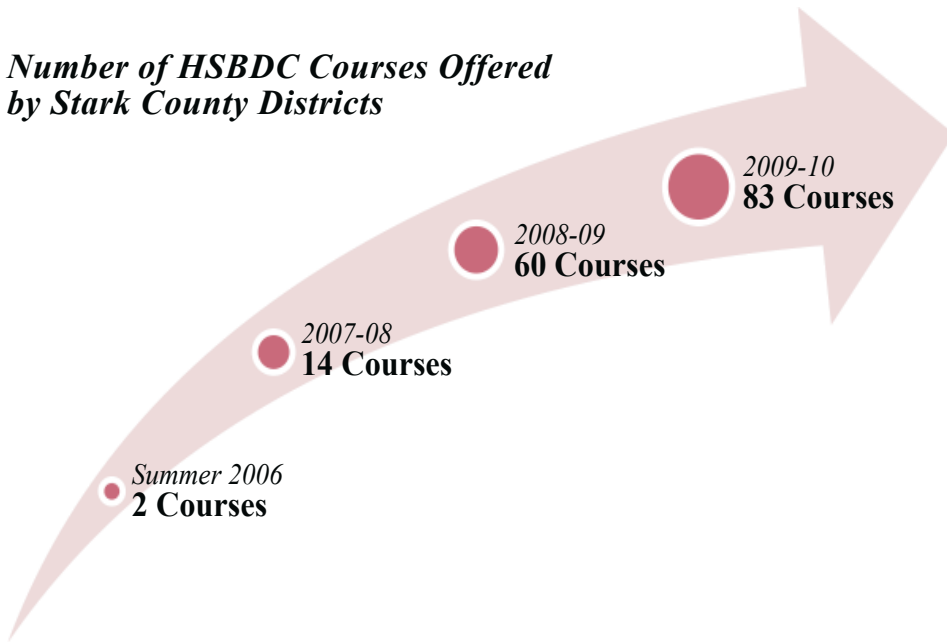 Number of HSBDC Courses Offered
by Stark County Districts
2009-10
83 Courses
2008-09
60 Courses
2007-08
14 Courses
Summer 2006
2 Courses